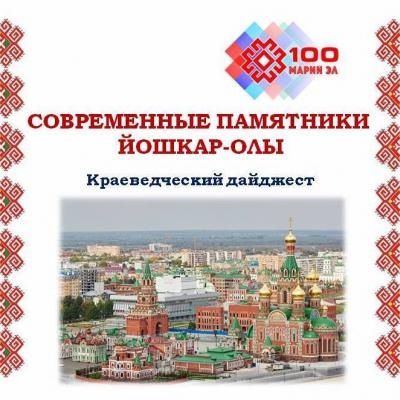 100
МАРИЙ ЭЛ
СОВРЕМЕННЫЕ ПАМЯТНИКИ
ЙОШКАР-ОЛЫ
Краеведческий дайджест